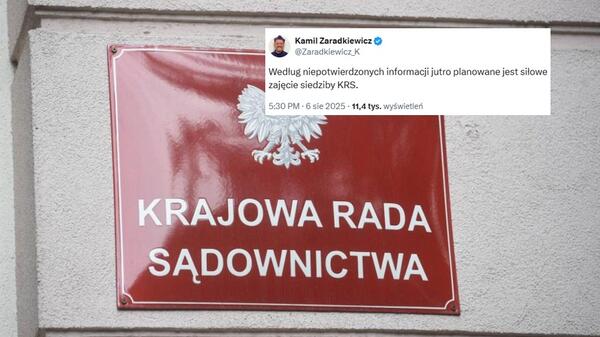 Kamil Zaradkiewicz
@Zaradkiewicz_K
Według niepotwierdzonych informacji jutro planowane jest siłowe
zajęcie siedziby KRS.
5:30 PM · 6 sie 2025 · 11,4 tys. wyświetleń
KRAJOWA RADA
SĄDOWNICTWA